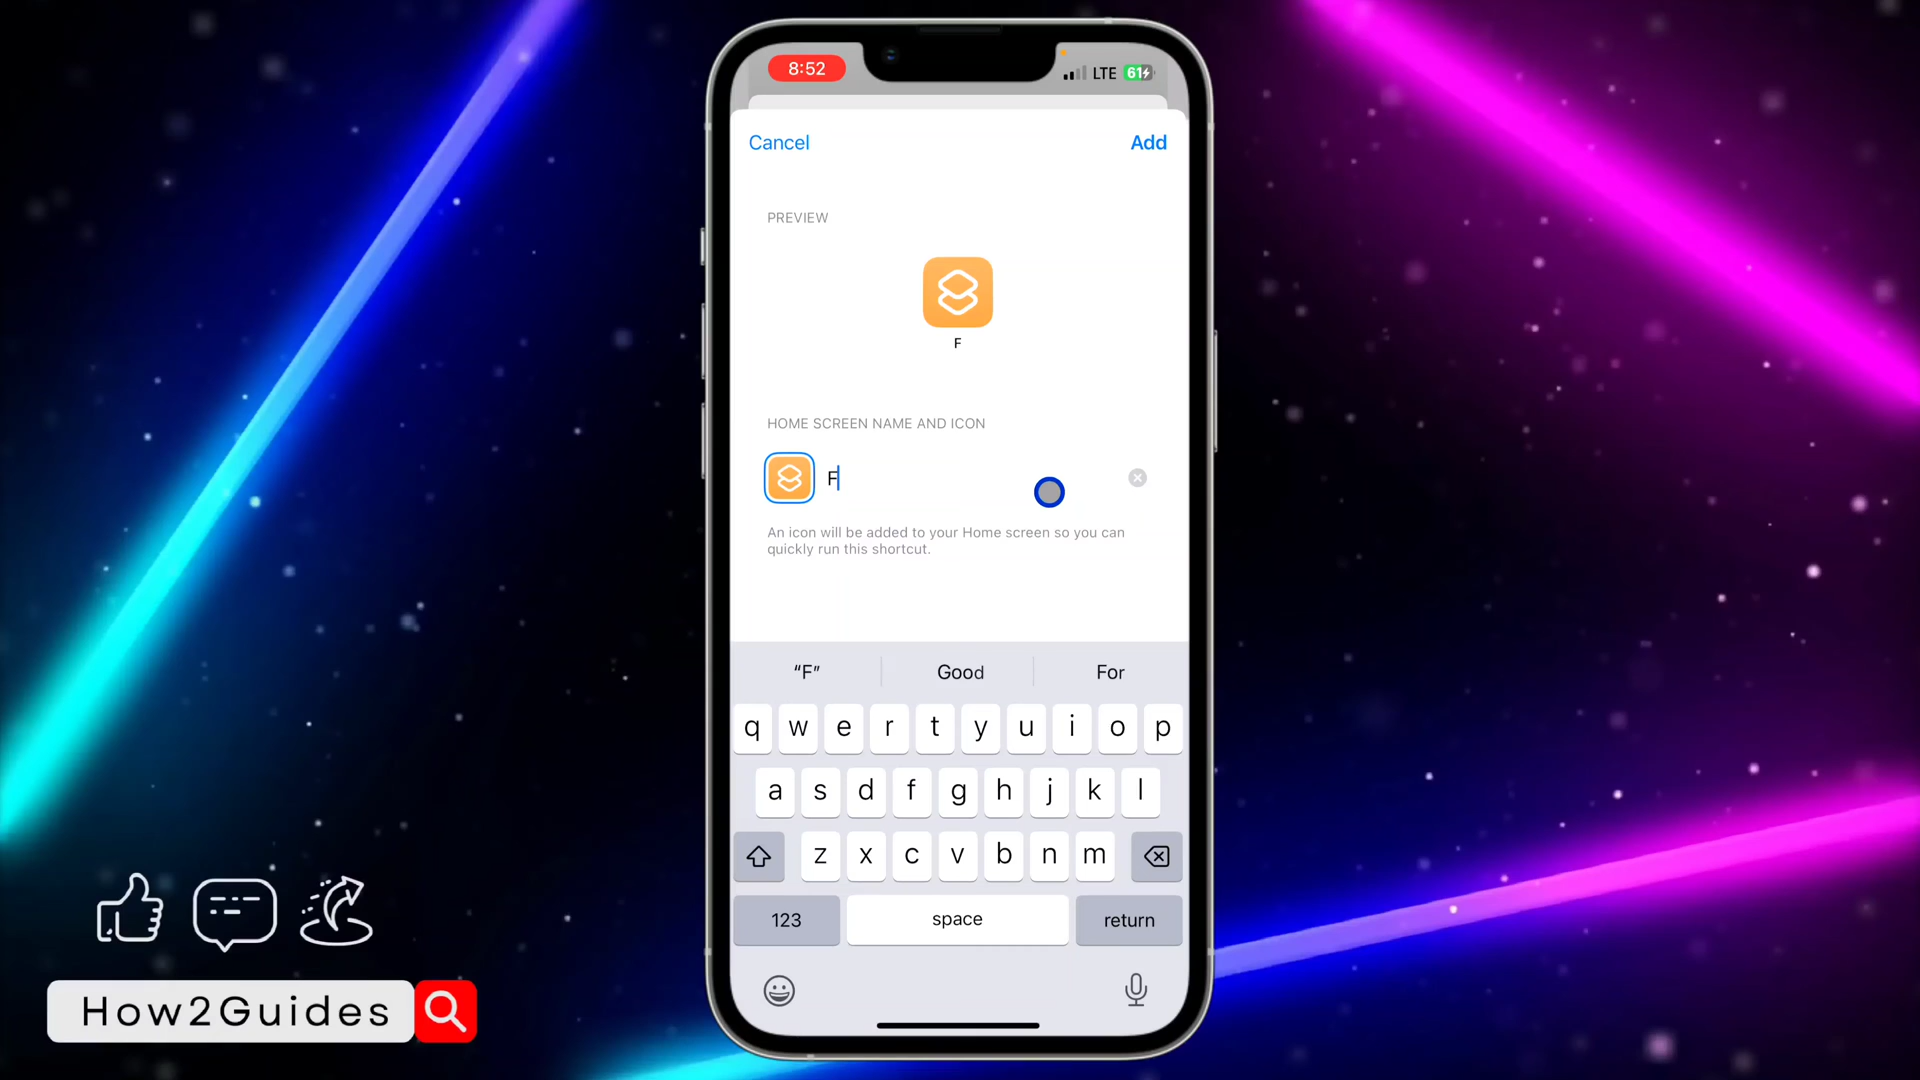 8:52
LTE 61
Cancel
Add
PREVIEW
F
HOME SCREEN NAME AND ICON
F
An icon will be added to your Home screen so you can
quickly run this shortcut.
“F” Good For
q w e r t y u i o p
a s d f g h j k l
z x c v b n m
123 space return
How2Guides